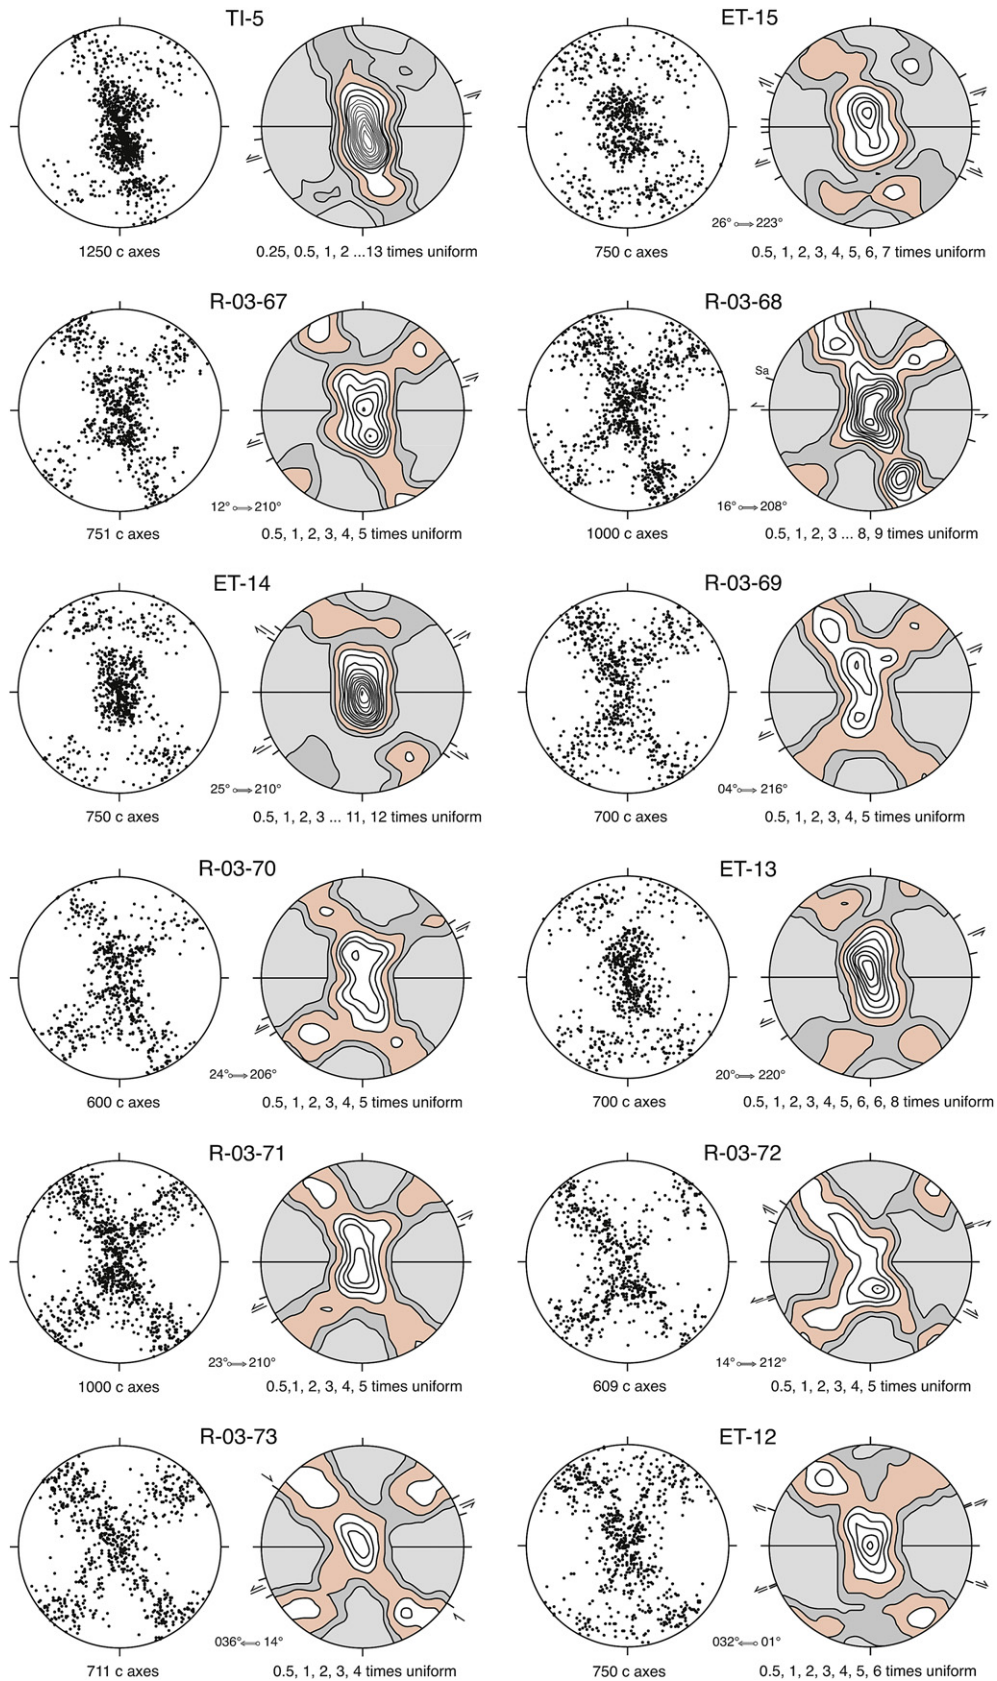 TI-5
1250 c axes
0.25, 0.5, 1, 2 ...13 times uniform
ET-15
26° 223°
750 c axes
0.5, 1, 2, 3, 4, 5, 6, 7 times uniform
R-03-67
12° 210°
751 c axes
0.5, 1, 2, 3, 4, 5 times uniform
R-03-68
Sa
16° 208°
1000 c axes
0.5, 1, 2, 3 ... 8, 9 times uniform
ET-14
25° 210°
750 c axes
0.5, 1, 2, 3 ... 11, 12 times uniform
R-03-69
04° 216°
700 c axes
0.5, 1, 2, 3, 4, 5 times uniform
R-03-70
24° 206°
600 c axes
0.5, 1, 2, 3, 4, 5 times uniform
ET-13
20° 220°
700 c axes
0.5, 1, 2, 3, 4, 5, 6, 6, 8 times uniform
R-03-71
23° 210°
1000 c axes
0.5,1, 2, 3, 4, 5 times uniform
R-03-72
14° 212°
609 c axes
0.5, 1, 2, 3, 4, 5 times uniform
R-03-73
036° 14°
711 c axes
0.5, 1, 2, 3, 4 times uniform
ET-12
032° 01°
750 c axes
0.5, 1, 2, 3, 4, 5, 6 times uniform